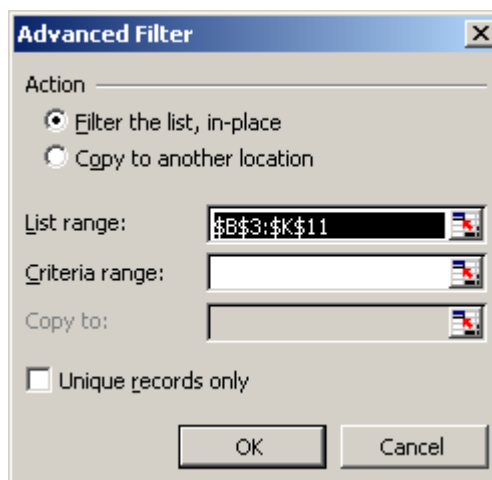 Advanced Filter
Action
Filter the list, in-place
Copy to another location
List range: $B$3:$K$11
Criteria range:
Copy to:
Unique records only
OK Cancel